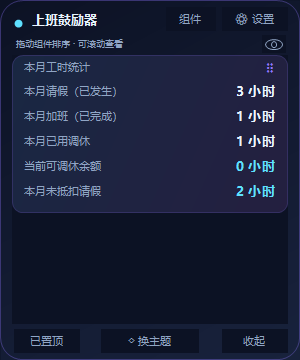 上班鼓励器 组件 设置
拖动组件排序 · 可滚动查看
本月工时统计
本月请假（已发生） 3 小时
本月加班（已完成） 1 小时
本月已用调休 1 小时
当前可调休余额 0 小时
本月未抵扣请假 2 小时
已置顶 ◇ 换主题 收起